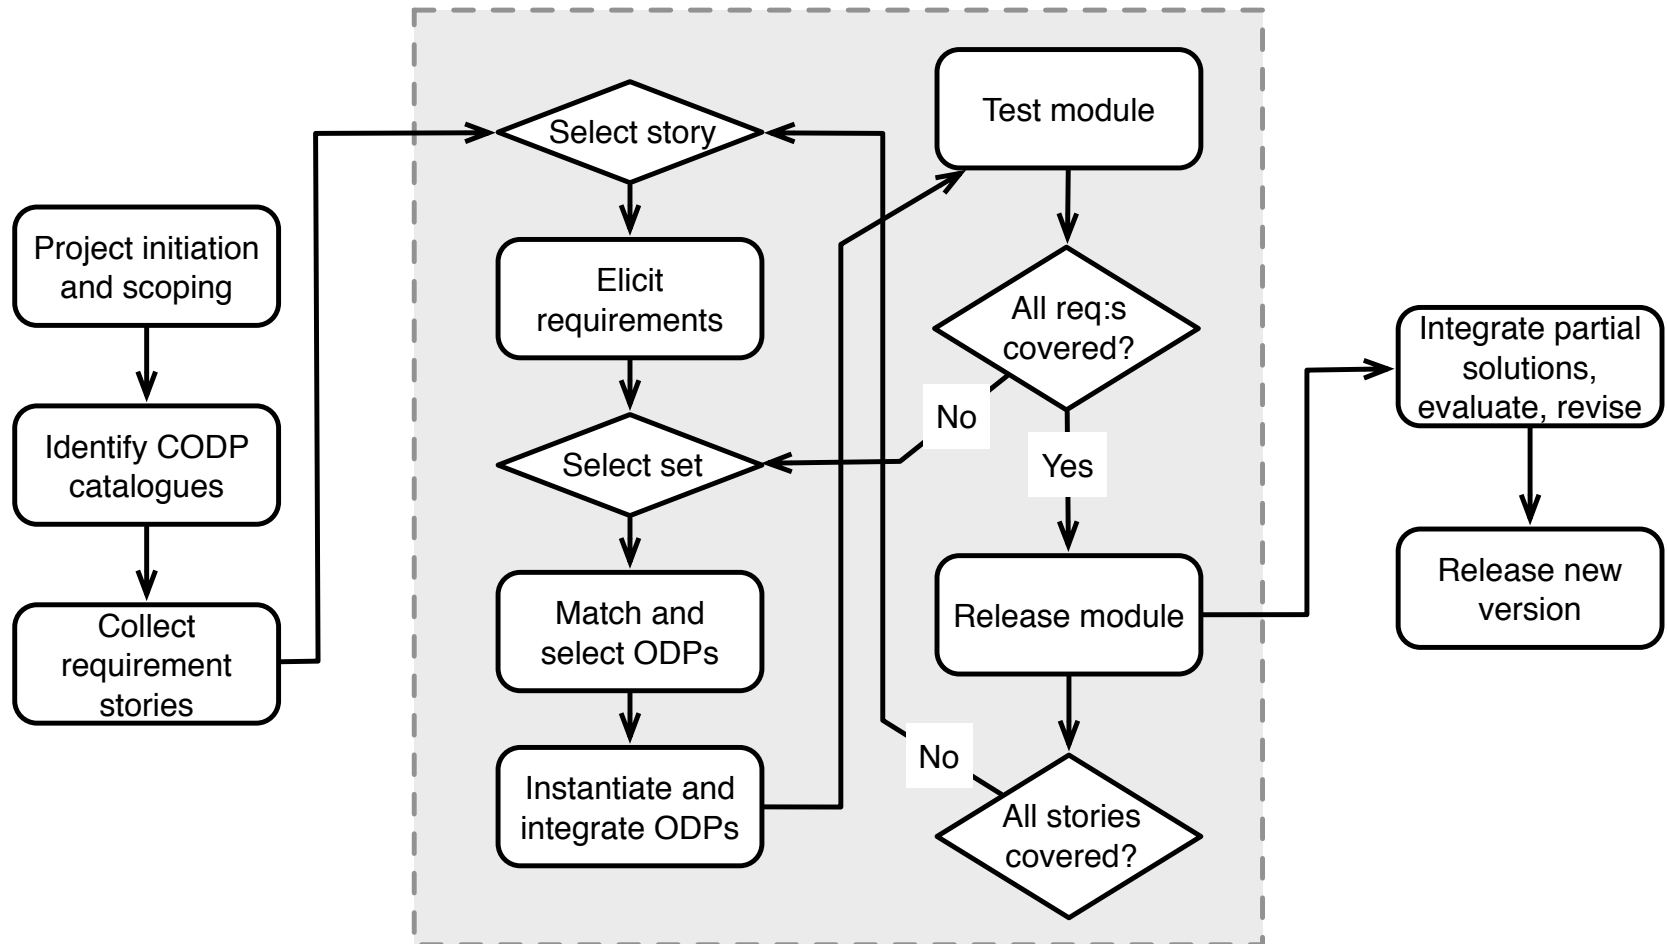 Project initiation
and scoping
Identify CODP
catalogues
Collect
requirement
stories
Select story
Elicit
requirements
Select set
Match and
select ODPs
Instantiate and
integrate ODPs
Test module
All req:s
covered?
No
Yes
Release module
No
All stories
covered?
Integrate partial
solutions,
evaluate, revise
Release new
version